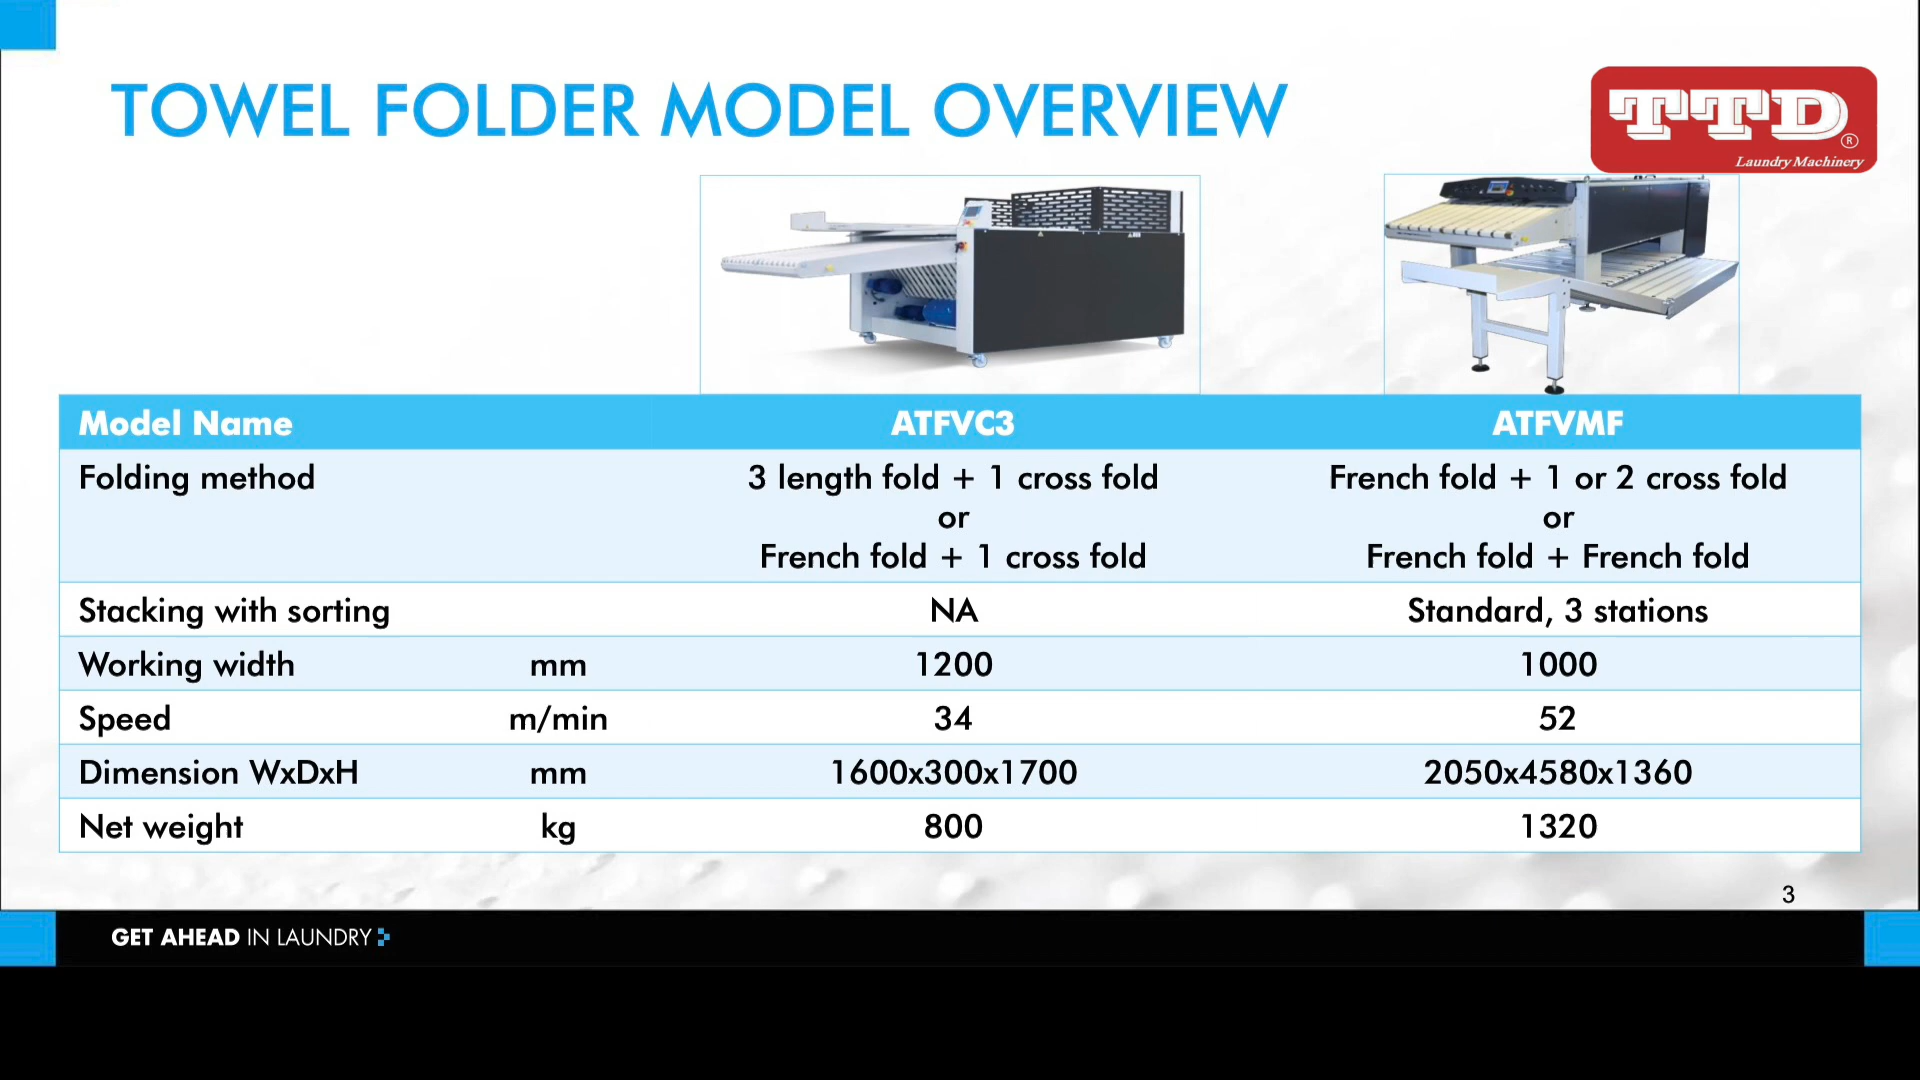 TOWEL FOLDER MODEL OVERVIEW
TTD®
Laundry Machinery
Model Name ATFVC3 ATFVMF
Folding method 3 length fold + 1 cross fold French fold + 1 or 2 cross fold
or or
French fold + 1 cross fold French fold + French fold
Stacking with sorting NA Standard, 3 stations
Working width mm 1200 1000
Speed m/min 34 52
Dimension WxDxH mm 1600x300x1700 2050x4580x1360
Net weight kg 800 1320
3
GET AHEAD IN LAUNDRY